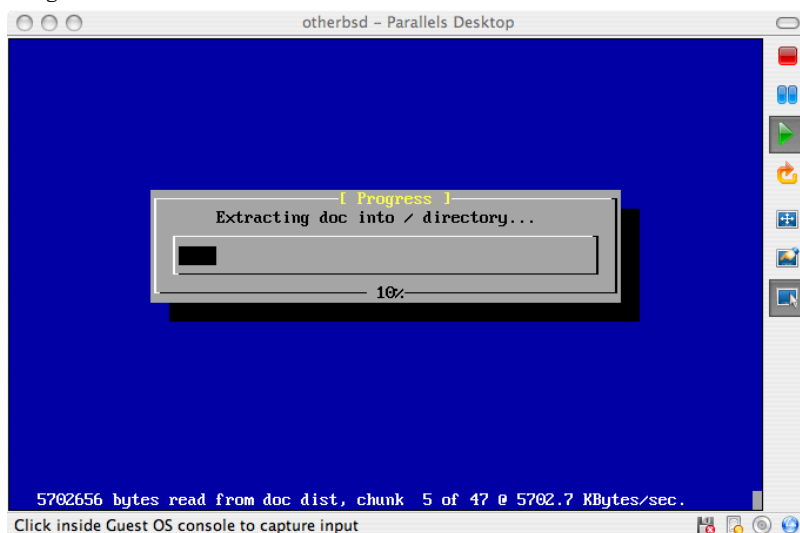 otherbsd – Parallels Desktop
[ Progress ]
Extracting doc into / directory...
10%
5702656 bytes read from doc dist, chunk  5 of 47 @ 5702.7 KBytes/sec.
Click inside Guest OS console to capture input